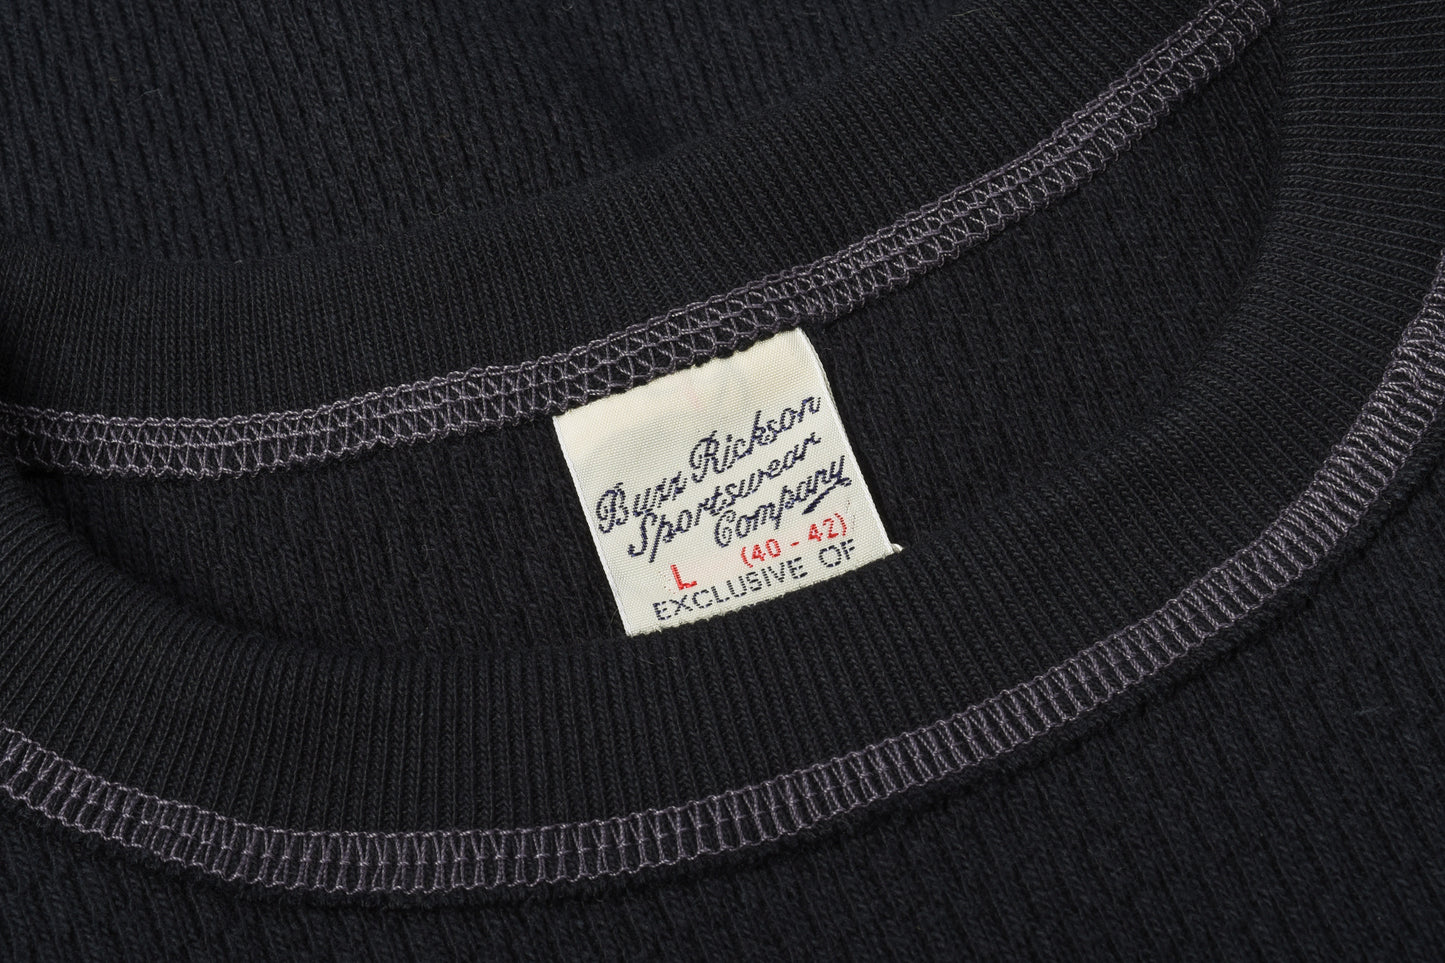 Buzz Rickson
Sportswear
Company
L (40 - 42)
EXCLUSIVE OF